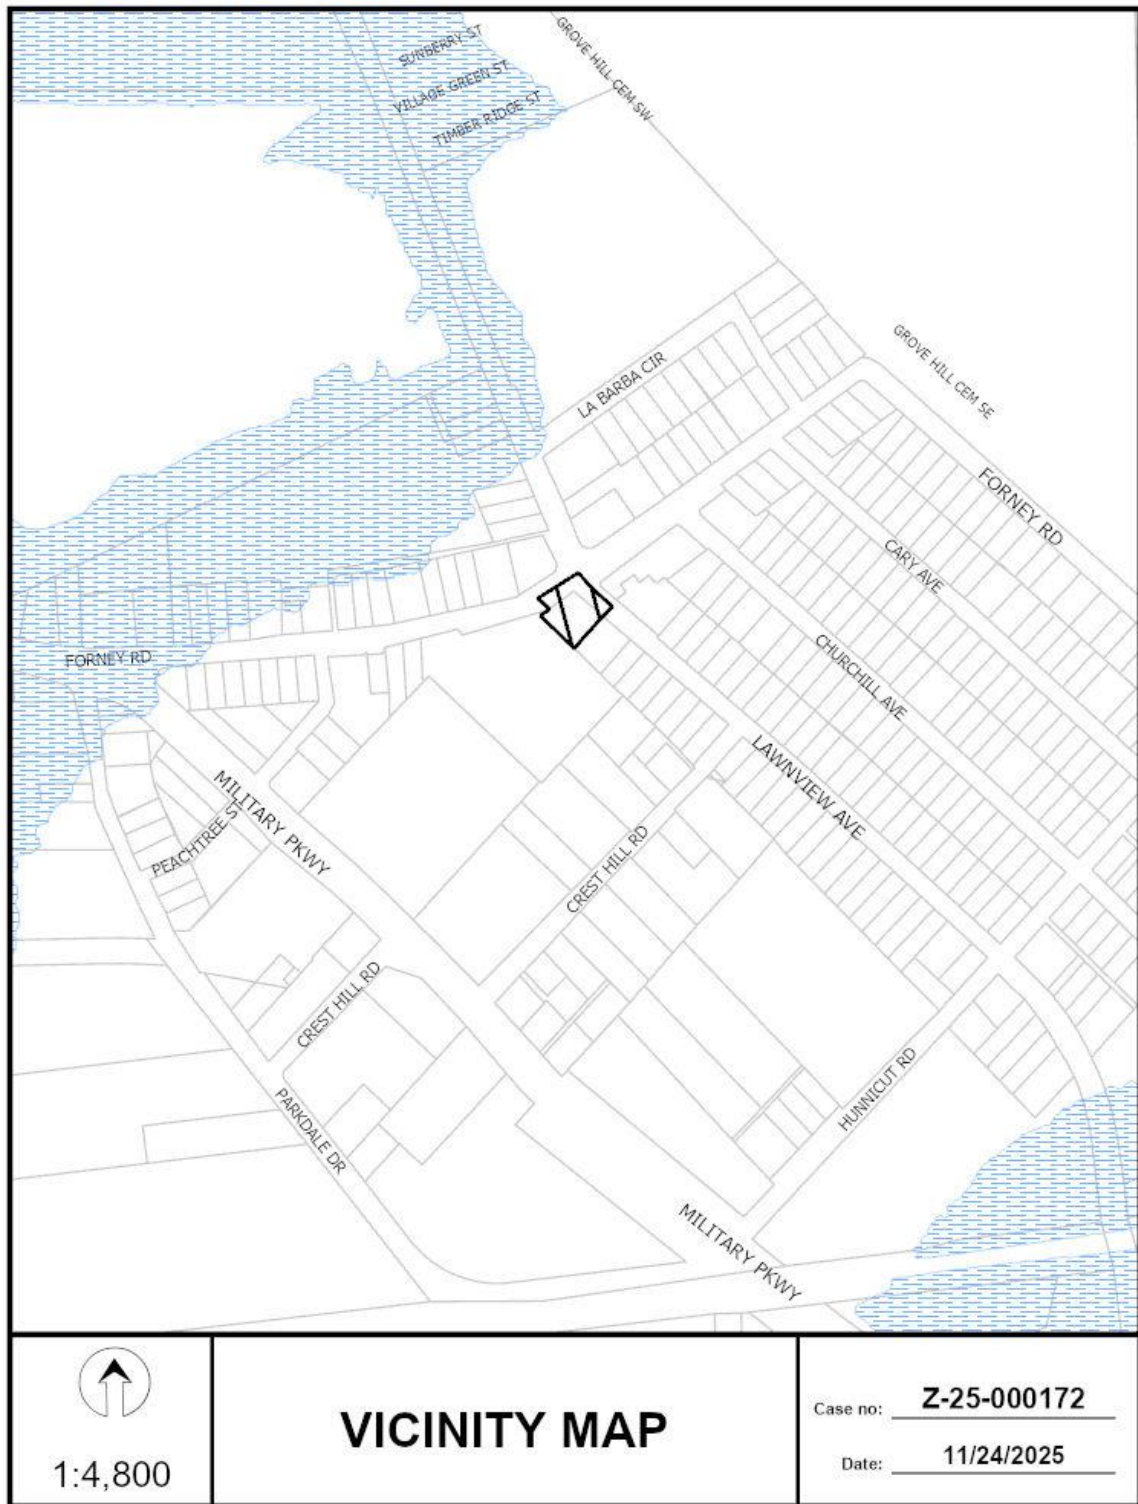 SUNBERRY ST
GROVE HILL CEM SW
VILLAGE GREEN ST
TIMBER RIDGE ST
LA BARBA CIR
GROVE HILL CEM SE
FORNEY RD
CARY AVE
FORNEY RD
CHURCHILL AVE
LAWNVIEW AVE
MILITARY PKWY
PEACHTREE ST
CREST HILL RD
CREST HILL RD
HUNNICUT RD
PARKDALE DR
MILITARY PKWY
1:4,800
VICINITY MAP
Case no: Z-25-000172
Date: 11/24/2025